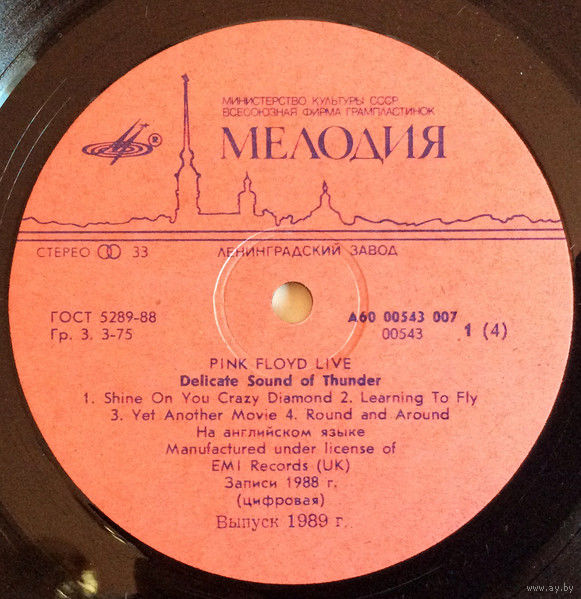 МИНИСТЕРСТВО КУЛЬТУРЫ СССР
ВСЕСОЮЗНАЯ ФИРМА ГРАМПЛАСТИНОК
МЕЛОДИЯ
®
СТЕРЕО 33 ЛЕНИНГРАДСКИЙ ЗАВОД
ГОСТ 5289-88 А60 00543 007
Гр. 3. 3-75 00543 1 (4)
PINK FLOYD LIVE
Delicate Sound of Thunder
1. Shine On You Crazy Diamond 2. Learning To Fly
3. Yet Another Movie 4. Round and Around
На английском языке
Manufactured under license of
EMI Records (UK)
Записи 1988 г.
(цифровая)
Выпуск 1989 г.
www.ay.by